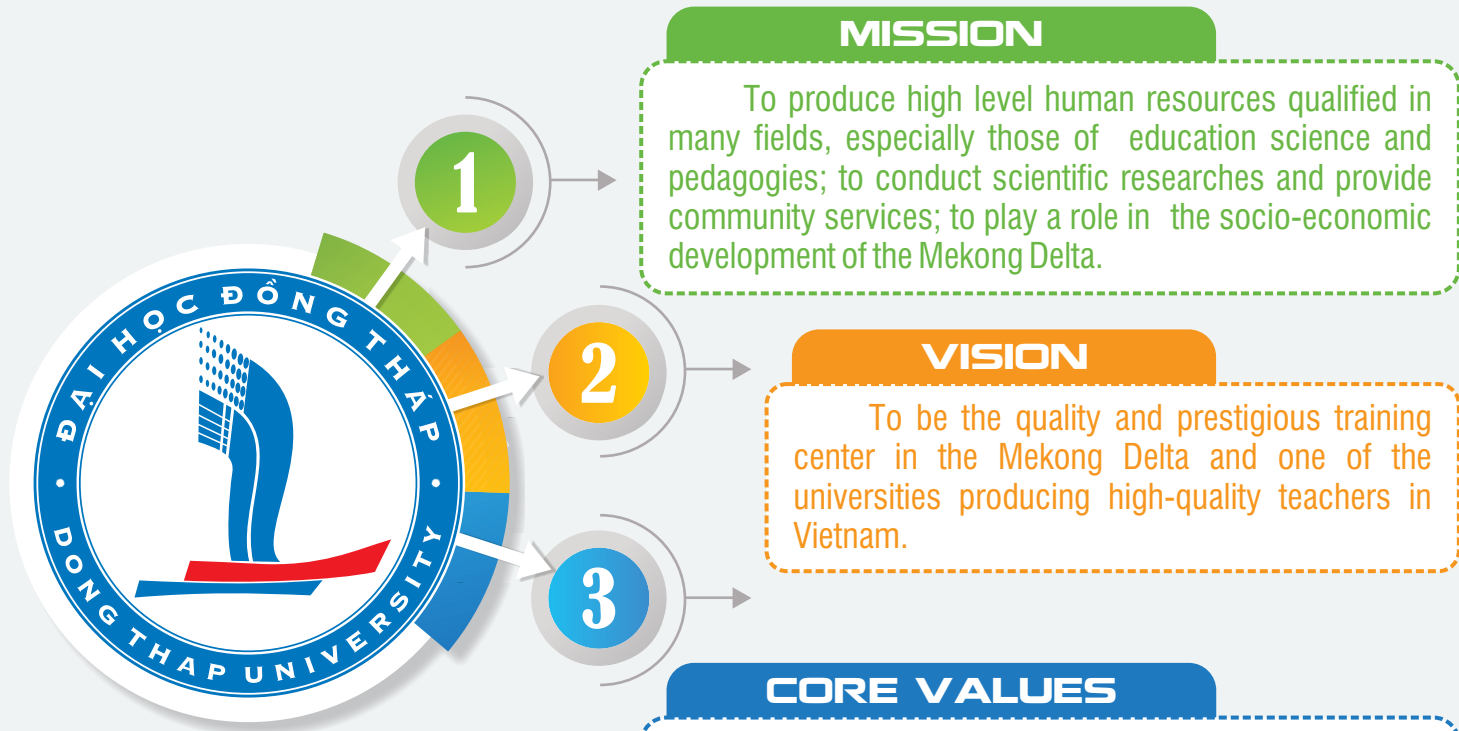 ĐẠI HỌC ĐỒNG THÁP
DONG THAP UNIVERSITY
1
MISSION
To produce high level human resources qualified in
many fields, especially those of education science and
pedagogies; to conduct scientific researches and provide
community services; to play a role in the socio-economic
development of the Mekong Delta.
2
VISION
To be the quality and prestigious training
center in the Mekong Delta and one of the
universities producing high-quality teachers in
Vietnam.
3
CORE VALUES